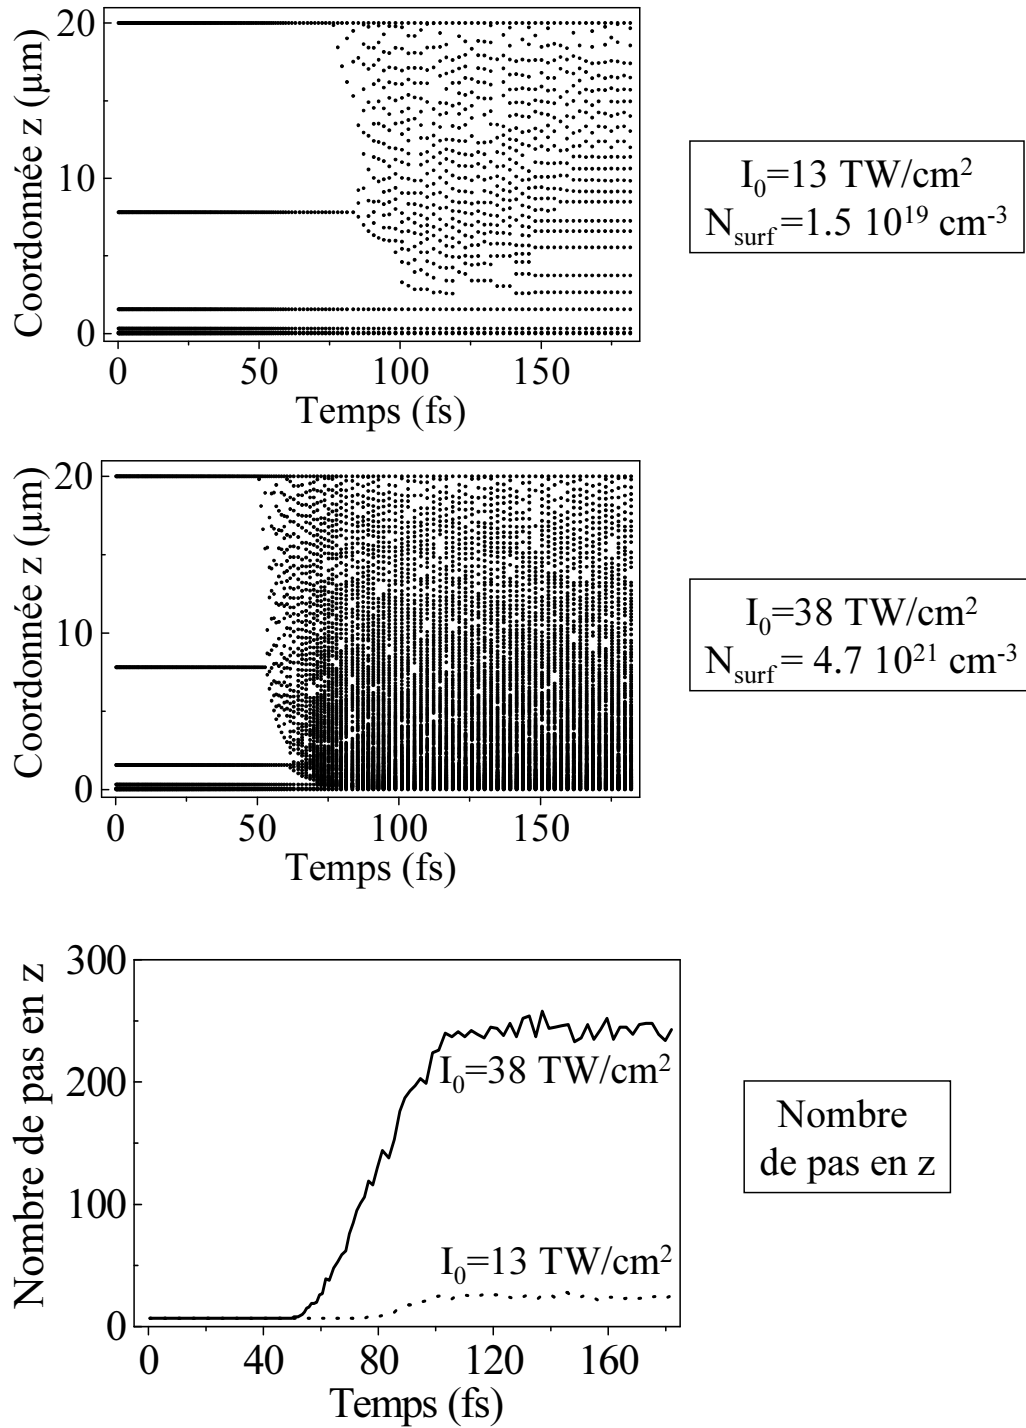 Coordonnée z (μm)
20
10
0
0 50 100 150
Temps (fs)
I₀=13 TW/cm²
Nsurf=1.5 10¹⁹ cm⁻³
Coordonnée z (μm)
20
10
0
0 50 100 150
Temps (fs)
I₀=38 TW/cm²
Nsurf= 4.7 10²¹ cm⁻³
Nombre de pas en z
300
200
100
0
I₀=38 TW/cm²
I₀=13 TW/cm²
0 40 80 120 160
Temps (fs)
Nombre
de pas en z